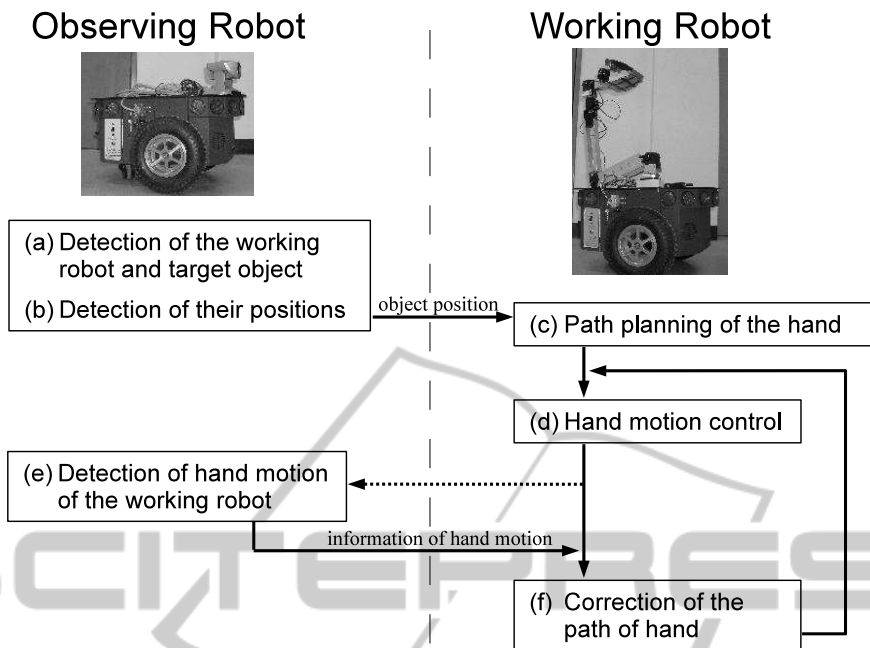 Observing Robot
Working Robot
(a) Detection of the working
robot and target object
(b) Detection of their positions
object position
(c) Path planning of the hand
(d) Hand motion control
(e) Detection of hand motion
of the working robot
information of hand motion
(f) Correction of the
path of hand
SCITEPRES